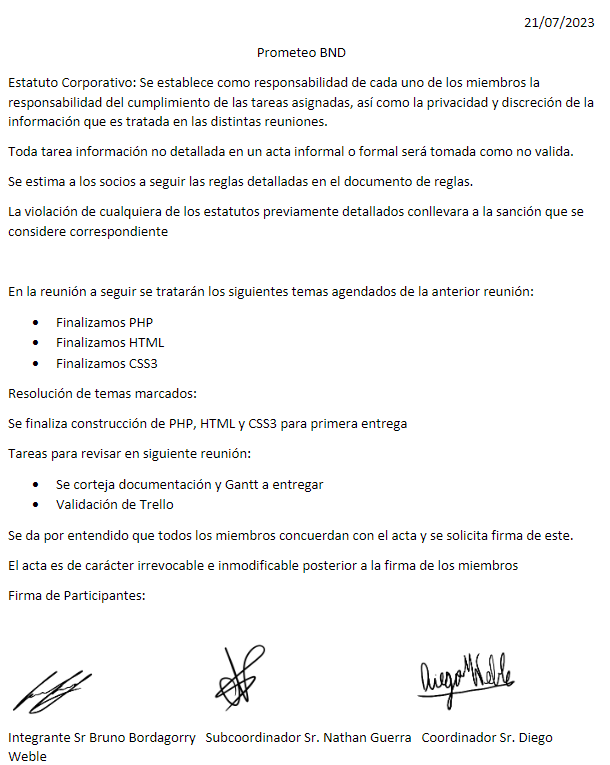 21/07/2023
Prometeo BND
Estatuto Corporativo: Se establece como responsabilidad de cada uno de los miembros la
responsabilidad del cumplimiento de las tareas asignadas, así como la privacidad y discreción de la
información que es tratada en las distintas reuniones.
Toda tarea información no detallada en un acta informal o formal será tomada como no valida.
Se estima a los socios a seguir las reglas detalladas en el documento de reglas.
La violación de cualquiera de los estatutos previamente detallados conllevara a la sanción que se
considere correspondiente
En la reunión a seguir se tratarán los siguientes temas agendados de la anterior reunión:
• Finalizamos PHP
• Finalizamos HTML
• Finalizamos CSS3
Resolución de temas marcados:
Se finaliza construcción de PHP, HTML y CSS3 para primera entrega
Tareas para revisar en siguiente reunión:
• Se corteja documentación y Gantt a entregar
• Validación de Trello
Se da por entendido que todos los miembros concuerdan con el acta y se solicita firma de este.
El acta es de carácter irrevocable e inmodificable posterior a la firma de los miembros
Firma de Participantes:
Diego Weble
Integrante Sr Bruno Bordagorry Subcoordinador Sr. Nathan Guerra Coordinador Sr. Diego
Weble